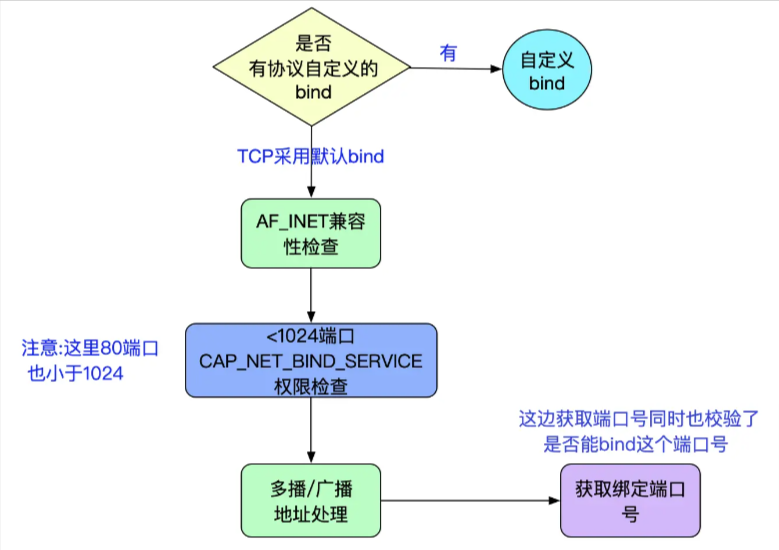 是否
有协议自定义的
bind
有
自定义
bind
TCP采用默认bind
AF_INET兼容
性检查
注意:这里80端口
也小于1024
<1024端口
CAP_NET_BIND_SERVICE
权限检查
这边获取端口号同时也校验了
是否能bind这个端口号
多播/广播
地址处理
获取绑定端口
号